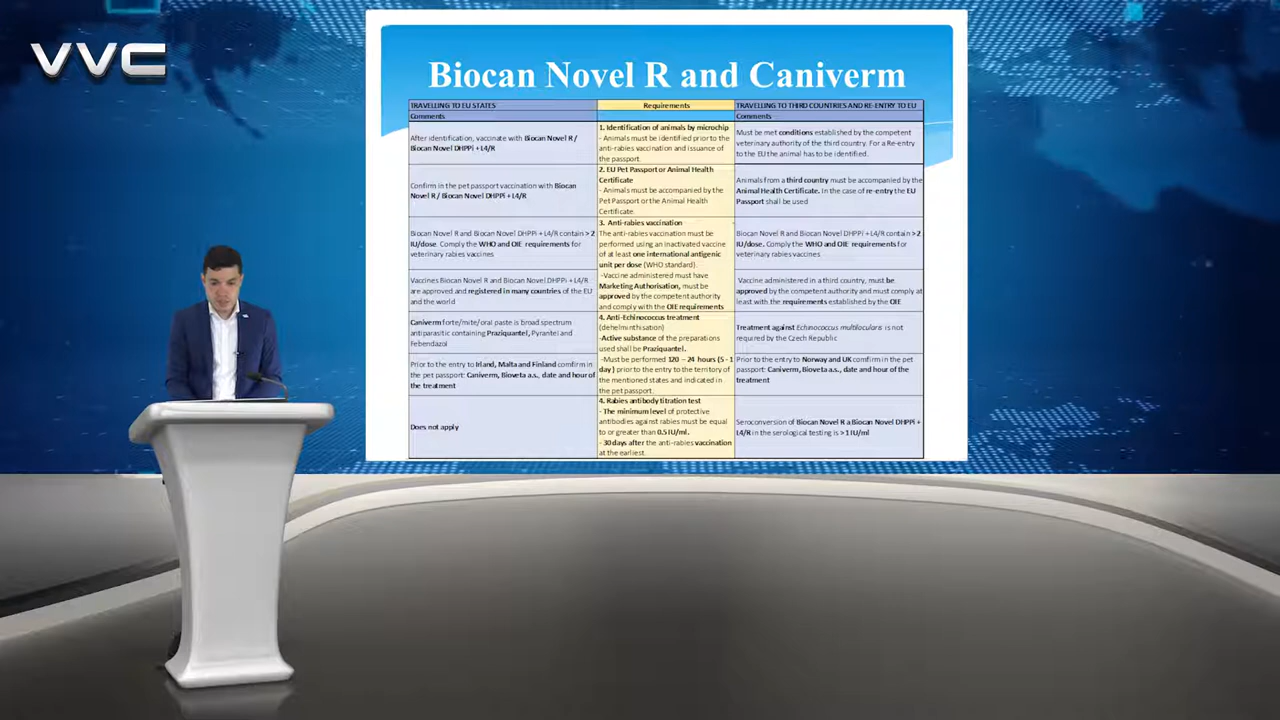 VVC
Biocan Novel R and Caniverm
TRAVELLING TO EU STATES
Comments
Requirements
TRAVELLING TO THIRD COUNTRIES AND RE-ENTRY TO EU
Comments
After identification, vaccinate with Biocan Novel R /
Biocan Novel DHPPi +L4/R
1. Identification of animals by microchip
- Animals must be identified prior to the
anti-rabies vaccination and issuance of
the passport.
Must be met conditions established by the competent
veterinary authority of the third country. For a Re-entry
to the EU the animal has to be identified.
Confirm in the pet passport vaccination with Biocan
Novel R / Biocan Novel DHPPi +L4/R
2. EU Pet Passport or Animal Health
Certificate
- Animals must be accompanied by the
Pet Passport or the Animal Health
Certificate.
Animals from a third country must be accompanied by the
Animal Health Certificate. In the case of re-entry the EU
Passport shall be used
Biocan Novel R and Biocan Novel DHPPi + L4/R contain > 2
IU/dose. Comply the WHO and OIE requirements for
veterinary rabies vaccines
3. Anti-rabies vaccination
The anti-rabies vaccination must be
performed using an inactivated vaccine
of at least one international antigenic
unit per dose (WHO standard).
-Vaccine administered must have
Marketing Authorisation, must be
approved by the competent authority
and comply with the OIE requirements
Biocan Novel R and Biocan Novel DHPPi + L4/R contain > 2
IU/dose. Comply the WHO and OIE requirements for
veterinary rabies vaccines
Vaccines Biocan Novel R and Biocan Novel DHPPi + L4/R
are approved and registered in many countries of the EU
and the world
Vaccine administered in a third country, must be
approved by the competent authority and must comply at
least with the requirements established by the OIE
Caniverm forte/mite/oral paste is broad spectrum
antiparasitic containing Praziquantel, Pyrantel and
Febendazol
4. Anti-Echinococcus treatment
(dehelminthisation)
-Active substance of the preparations
used shall be Praziquantel.
-Must be performed 120 – 24 hours (5 - 1
day) prior to the entry to the territory of
the mentioned states and indicated in
the pet passport.
Treatment against Echinococcus multilocularis is not
required by the Czech Republic
Prior to the entry to Irland, Malta and Finland comfirm in
the pet passport: Caniverm, Bioveta a.s., date and hour of
the treatment
Prior to the entry to Norway and UK comfirm in the pet
passport: Caniverm, Bioveta a.s., date and hour of the
treatment
Does not apply
4. Rabies antibody titration test
- The minimum level of protective
antibodies against rabies must be equal
to or greater than 0.5 IU/ml.
- 30 days after the anti-rabies vaccination
at the earliest.
Seroconversion of Biocan Novel R a Biocan Novel DHPPi +
L4/R in the serological testing is > 1 IU/ml